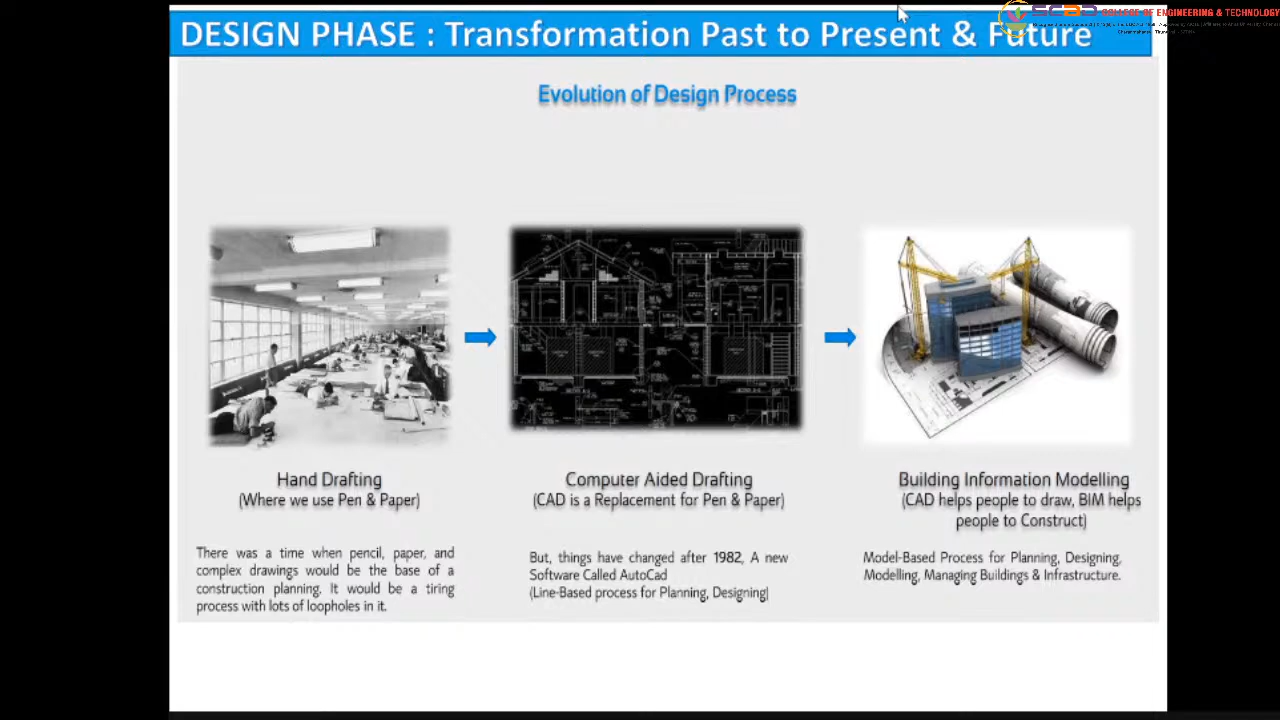 DESIGN PHASE : Transformation Past to Present & Future
SCAD COLLEGE OF ENGINEERING & TECHNOLOGY
Evolution of Design Process
Hand Drafting
(Where we use Pen & Paper)
There was a time when pencil, paper, and
complex drawings would be the base of a
construction planning. It would be a tiring
process with lots of loopholes in it.
Computer Aided Drafting
(CAD is a Replacement for Pen & Paper)
But, things have changed after 1982, A new
Software Called AutoCad
(Line-Based process for Planning, Designing)
Building Information Modelling
(CAD helps people to draw, BIM helps
people to Construct)
Model-Based Process for Planning, Designing,
Modelling, Managing Buildings & Infrastructure.